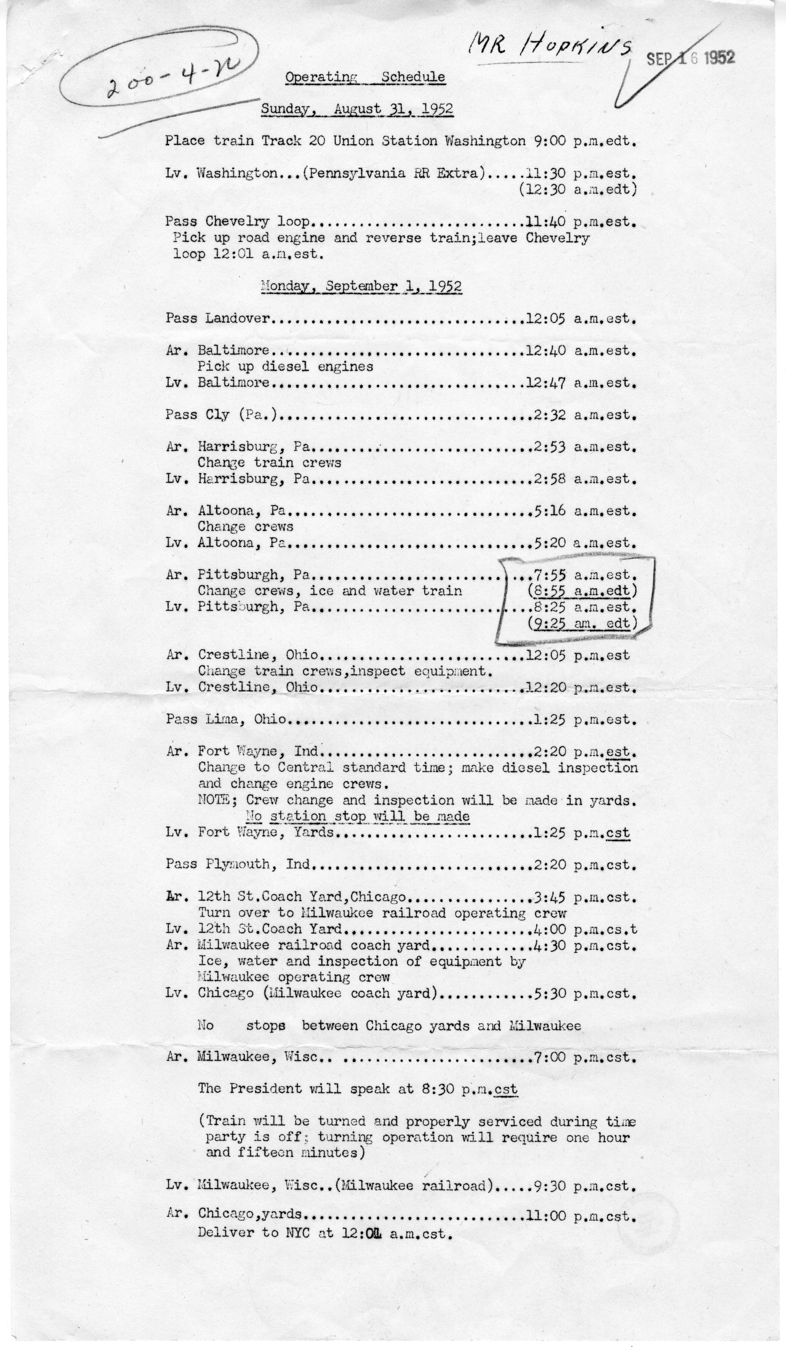 MR HOPKINS
SEP 16 1952
200-4-N
Operating Schedule
Sunday, August 31, 1952
Place train Track 20 Union Station Washington 9:00 p.m.edt.
Lv. Washington...(Pennsylvania RR Extra).....11:30 p.m.est.
(12:30 a.m.edt)
Pass Chevelry loop...........................11:40 p.m.est.
Pick up road engine and reverse train;leave Chevelry
loop 12:01 a.m.est.
Monday, September 1, 1952
Pass Landover................................12:05 a.m.est.
Ar. Baltimore................................12:40 a.m.est.
Pick up diesel engines
Lv. Baltimore................................12:47 a.m.est.
Pass Cly (Pa.)................................2:32 a.m.est.
Ar. Harrisburg, Pa............................2:53 a.m.est.
Change train crews
Lv. Harrisburg, Pa............................2:58 a.m.est.
Ar. Altoona, Pa...............................5:16 a.m.est.
Change crews
Lv. Altoona, Pa...............................5:20 a.m.est.
Ar. Pittsburgh, Pa............................7:55 a.m.est.
Change crews, ice and water train (8:55 a.m.edt)
Lv. Pittsburgh, Pa............................8:25 a.m.est.
(9:25 am. edt)
Ar. Crestline, Ohio..........................12:05 p.m.est
Change train crews,inspect equipment.
Lv. Crestline, Ohio..........................12:20 p.m.est.
Pass Lima, Ohio...............................1:25 p.m.est.
Ar. Fort Wayne, Ind...........................2:20 p.m.est.
Change to Central standard time; make diesel inspection
and change engine crews.
NOTE; Crew change and inspection will be made in yards.
No station stop will be made
Lv. Fort Wayne, Yards.........................1:25 p.m.cst
Pass Plymouth, Ind............................2:20 p.m.cst.
Ar. 12th St.Coach Yard,Chicago................3:45 p.m.cst.
Turn over to Milwaukee railroad operating crew
Lv. 12th St.Coach Yard........................4:00 p.m.cs.t
Ar. Milwaukee railroad coach yard.............4:30 p.m.cst.
Ice, water and inspection of equipment by
Milwaukee operating crew
Lv. Chicago (Milwaukee coach yard)............5:30 p.m.cst.
No stops between Chicago yards and Milwaukee
Ar. Milwaukee, Wisc.. ........................7:00 p.m.cst.
The President will speak at 8:30 p.m.cst
(Train will be turned and properly serviced during time
party is off; turning operation will require one hour
and fifteen minutes)
Lv. Milwaukee, Wisc..(Milwaukee railroad).....9:30 p.m.cst.
Ar. Chicago,yards............................11:00 p.m.cst.
Deliver to NYC at 12:01 a.m.cst.